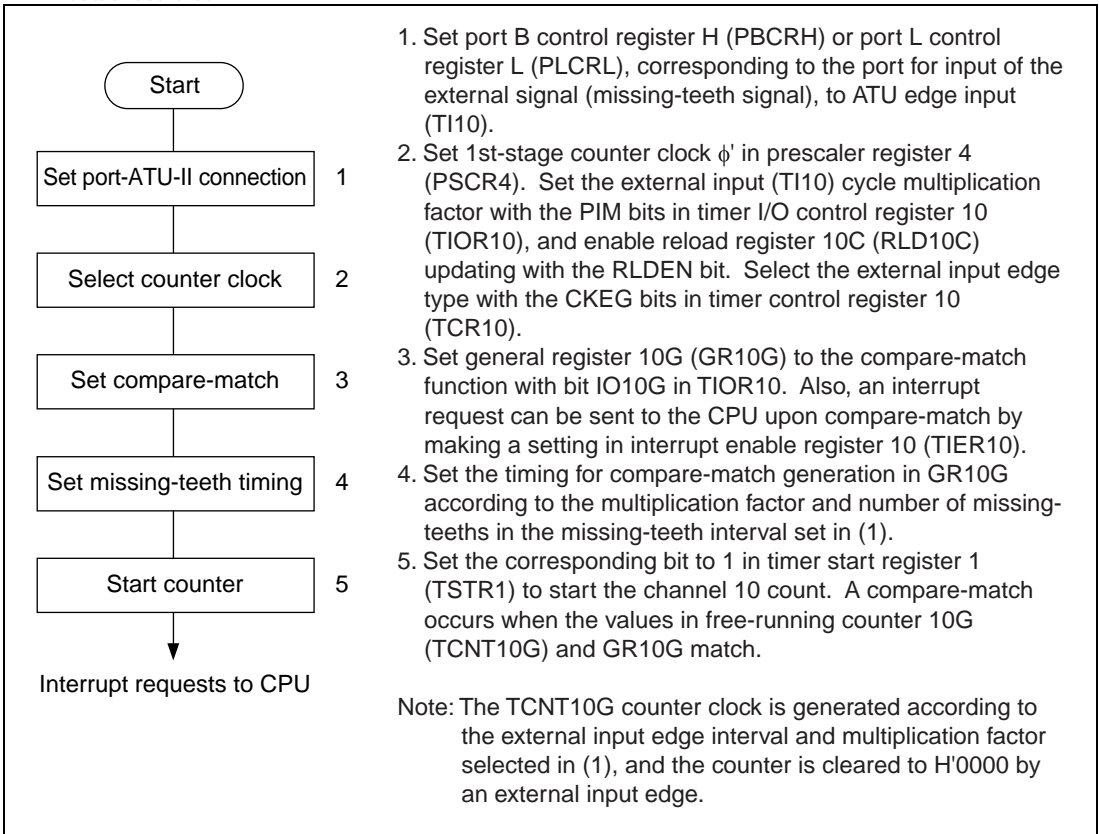 Start
Set port-ATU-II connection 1
Select counter clock 2
Set compare-match 3
Set missing-teeth timing 4
Start counter 5
Interrupt requests to CPU
1. Set port B control register H (PBCRH) or port L control
register L (PLCRL), corresponding to the port for input of the
external signal (missing-teeth signal), to ATU edge input
(TI10).
2. Set 1st-stage counter clock ϕ' in prescaler register 4
(PSCR4). Set the external input (TI10) cycle multiplication
factor with the PIM bits in timer I/O control register 10
(TIOR10), and enable reload register 10C (RLD10C)
updating with the RLDEN bit. Select the external input edge
type with the CKEG bits in timer control register 10
(TCR10).
3. Set general register 10G (GR10G) to the compare-match
function with bit IO10G in TIOR10. Also, an interrupt
request can be sent to the CPU upon compare-match by
making a setting in interrupt enable register 10 (TIER10).
4. Set the timing for compare-match generation in GR10G
according to the multiplication factor and number of missing-
teeths in the missing-teeth interval set in (1).
5. Set the corresponding bit to 1 in timer start register 1
(TSTR1) to start the channel 10 count. A compare-match
occurs when the values in free-running counter 10G
(TCNT10G) and GR10G match.
Note: The TCNT10G counter clock is generated according to
the external input edge interval and multiplication factor
selected in (1), and the counter is cleared to H'0000 by
an external input edge.